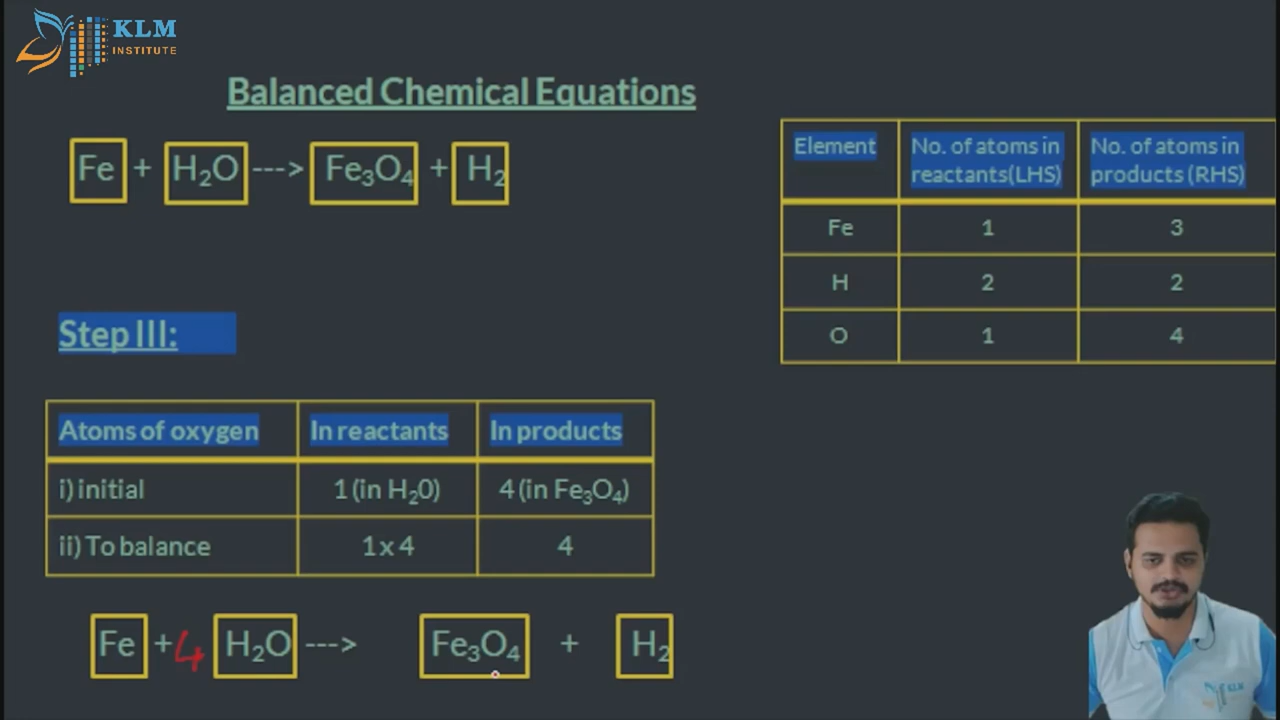 KLM
INSTITUTE
Balanced Chemical Equations
Fe + H₂O ---> Fe₃O₄ + H₂
Element No. of atoms in reactants(LHS) No. of atoms in products (RHS)
Fe 1 3
H 2 2
O 1 4
Step III:
Atoms of oxygen In reactants In products
i) initial 1 (in H₂0) 4 (in Fe₃O₄)
ii) To balance 1 x 4 4
Fe + 4 H₂O ---> Fe₃O₄ + H₂
KLM